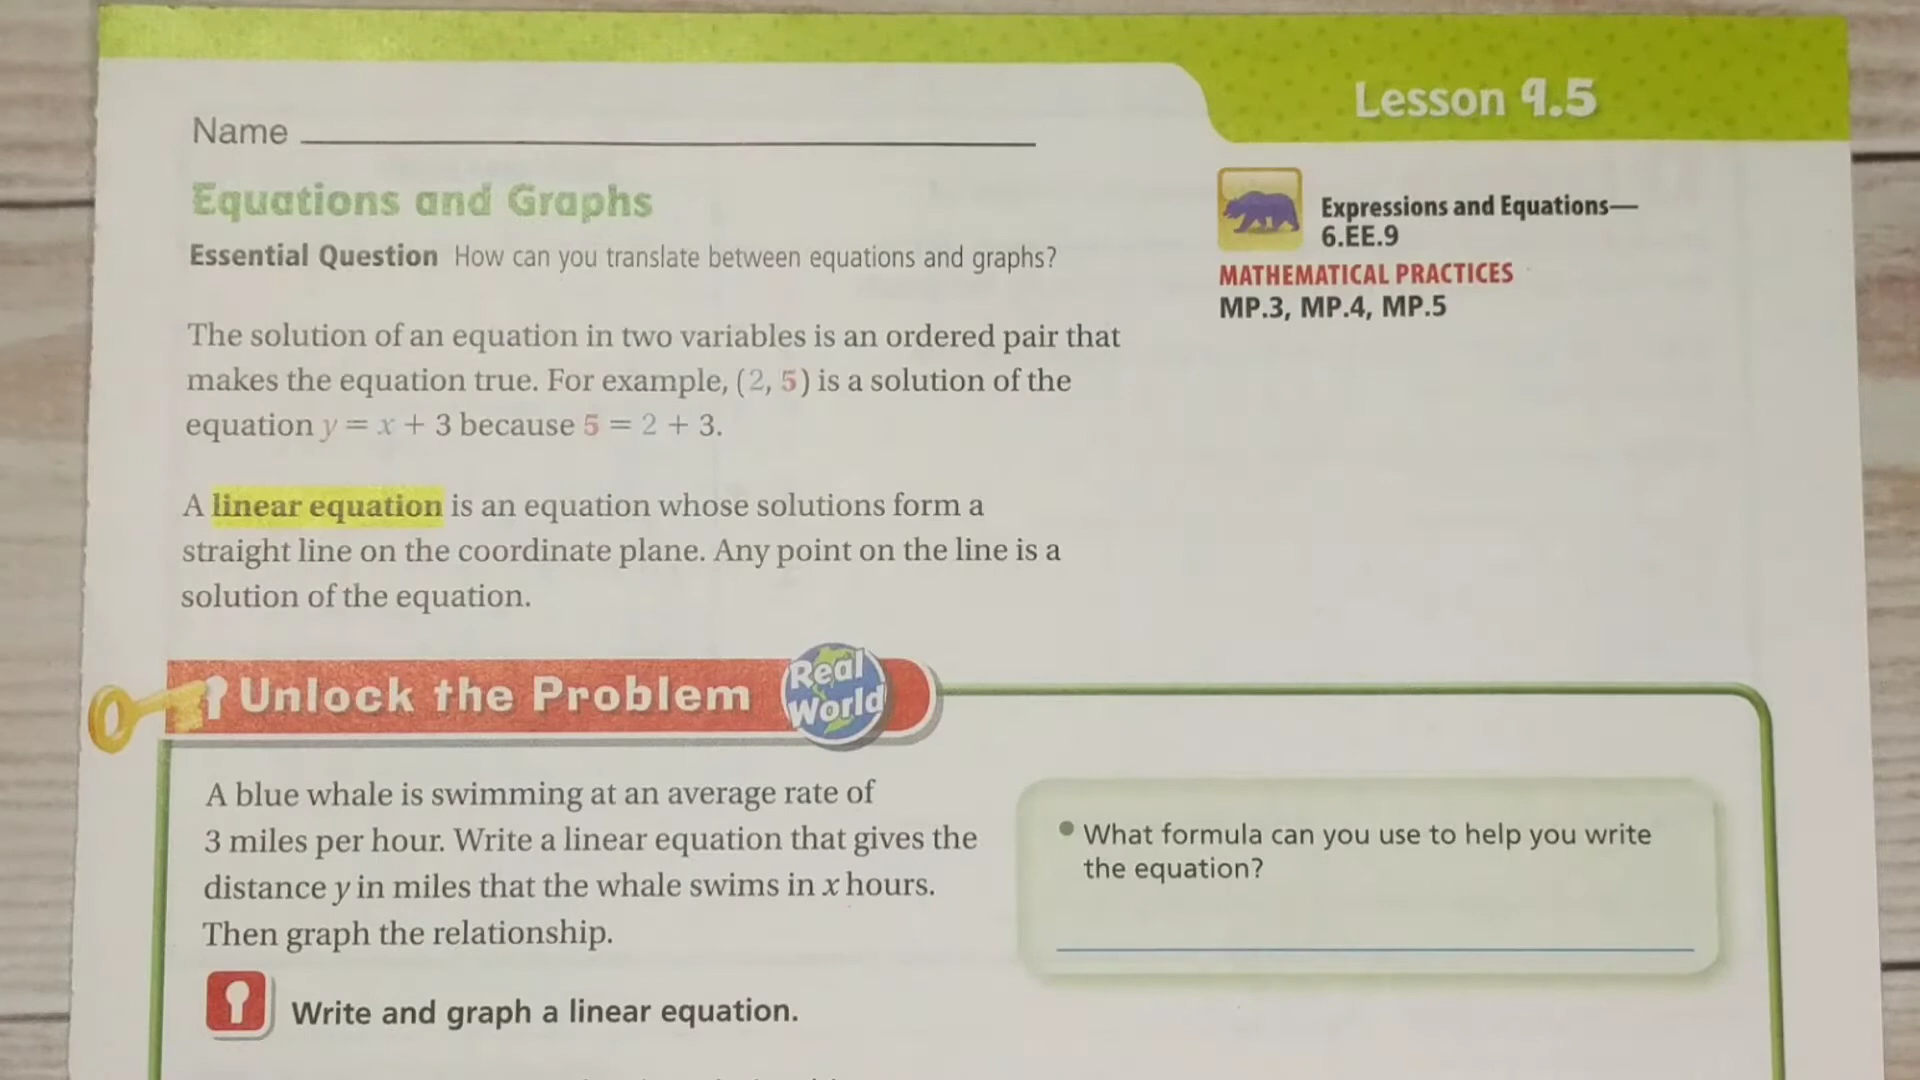 Lesson 9.5
Name
Equations and Graphs
Essential Question How can you translate between equations and graphs?
Expressions and Equations—
6.EE.9
MATHEMATICAL PRACTICES
MP.3, MP.4, MP.5
The solution of an equation in two variables is an ordered pair that
makes the equation true. For example, (2, 5) is a solution of the
equation y = x + 3 because 5 = 2 + 3.
A linear equation is an equation whose solutions form a
straight line on the coordinate plane. Any point on the line is a
solution of the equation.
Unlock the Problem
Real
World
A blue whale is swimming at an average rate of
3 miles per hour. Write a linear equation that gives the
distance y in miles that the whale swims in x hours.
Then graph the relationship.
• What formula can you use to help you write
the equation?
Write and graph a linear equation.